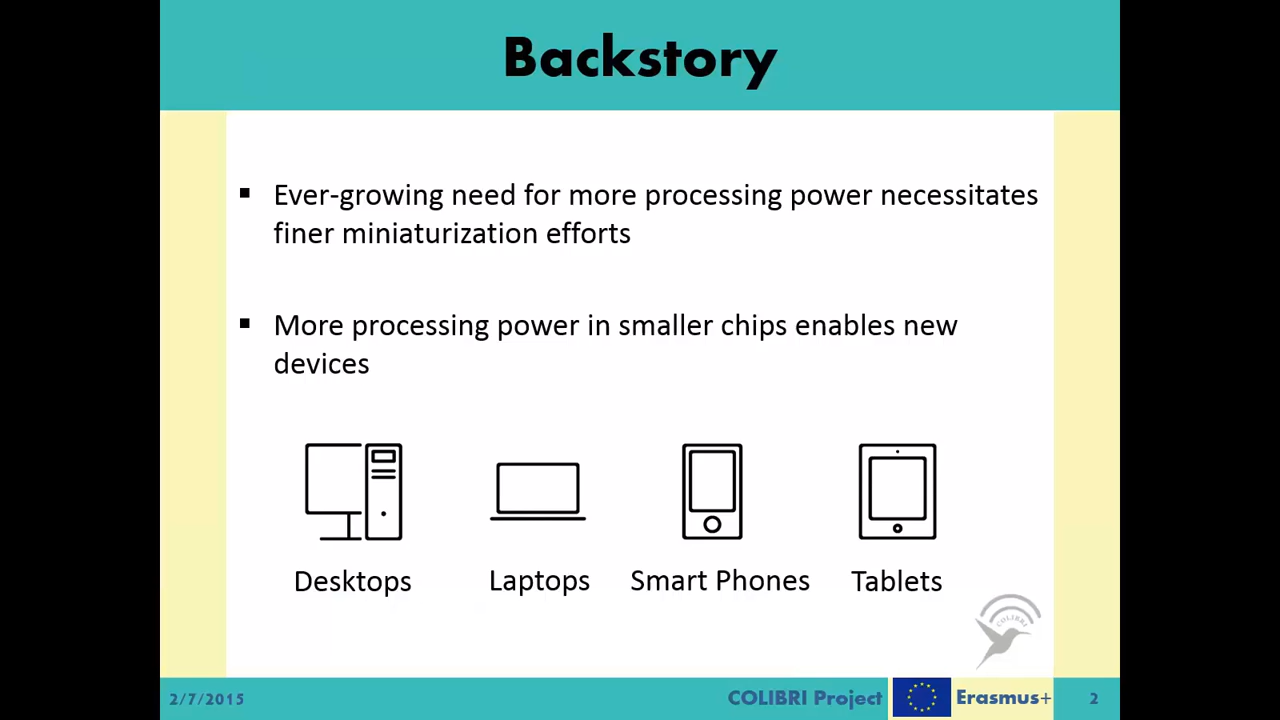 Backstory
▪ Ever-growing need for more processing power necessitates
finer miniaturization efforts
▪ More processing power in smaller chips enables new
devices
Desktops Laptops Smart Phones Tablets
COLIBRI
2/7/2015 COLIBRI Project Erasmus+ 2